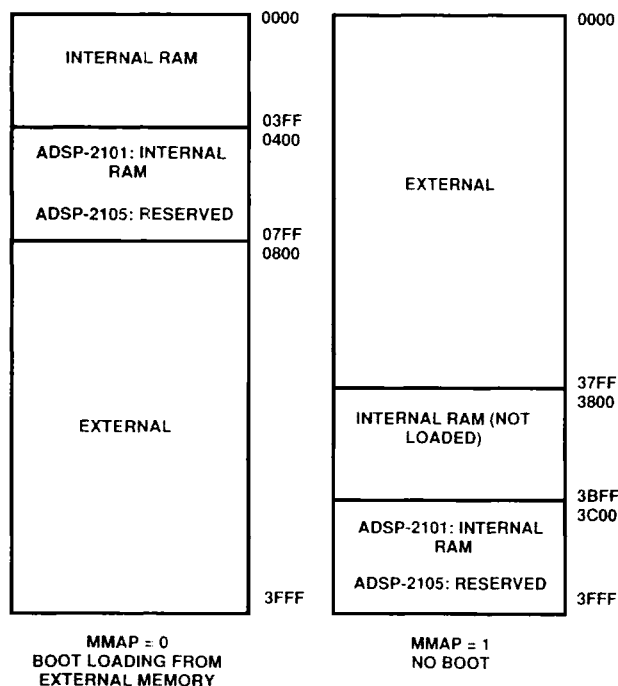 0000
INTERNAL RAM
03FF
0400
ADSP-2101: INTERNAL
RAM
ADSP-2105: RESERVED
07FF
0800
EXTERNAL
3FFF
MMAP = 0
BOOT LOADING FROM
EXTERNAL MEMORY
0000
EXTERNAL
37FF
3800
INTERNAL RAM (NOT
LOADED)
3BFF
3C00
ADSP-2101: INTERNAL
RAM
ADSP-2105: RESERVED
3FFF
MMAP = 1
NO BOOT